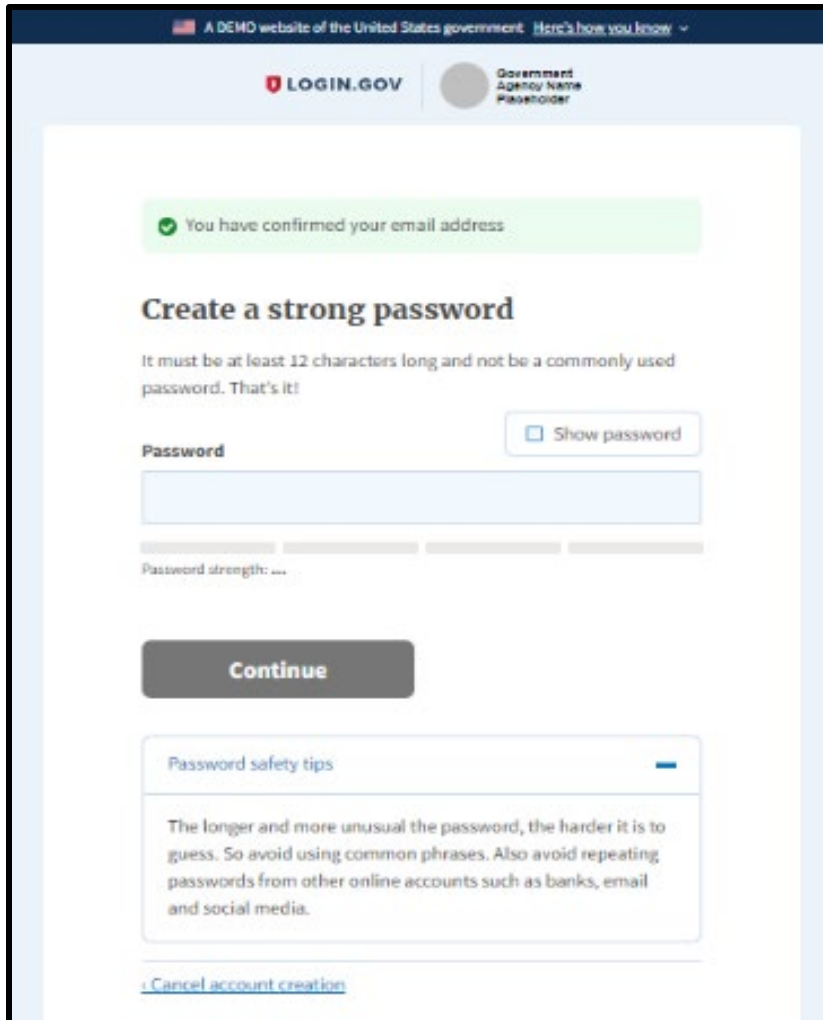 A DEMO website of the United States government Here's how you know
LOGIN.GOV
Government
Agency Name
Placeholder
You have confirmed your email address
Create a strong password
It must be at least 12 characters long and not be a commonly used
password. That's it!
Show password
Password
Password strength: ....
Continue
Password safety tips
The longer and more unusual the password, the harder it is to
guess. So avoid using common phrases. Also avoid repeating
passwords from other online accounts such as banks, email
and social media.
‹ Cancel account creation